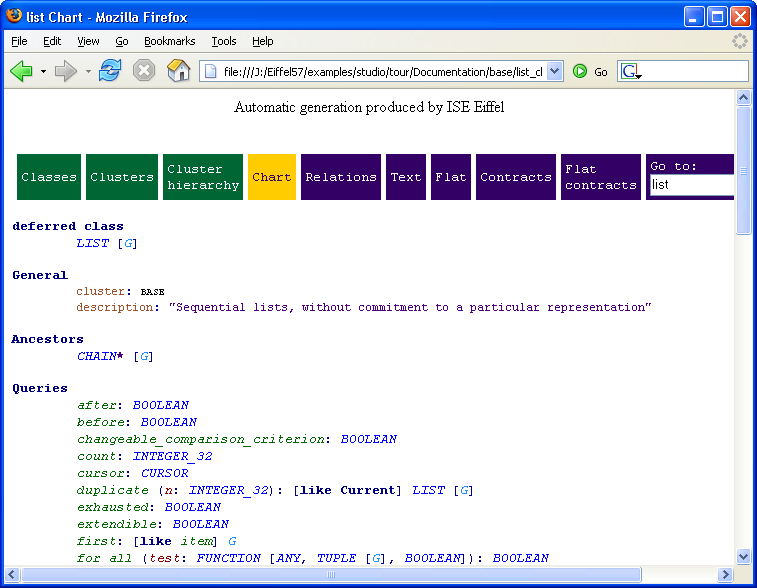 list Chart - Mozilla Firefox
File Edit View Go Bookmarks Tools Help
file:///J:/Eiffel57/examples/studio/tour/Documentation/base/list_cl Go G
Automatic generation produced by ISE Eiffel
Classes Clusters Cluster hierarchy Chart Relations Text Flat Contracts Flat contracts Go to: list
deferred class
LIST [G]
General
cluster: BASE
description: "Sequential lists, without commitment to a particular representation"
Ancestors
CHAIN* [G]
Queries
after: BOOLEAN
before: BOOLEAN
changeable_comparison_criterion: BOOLEAN
count: INTEGER_32
cursor: CURSOR
duplicate (n: INTEGER_32): [like Current] LIST [G]
exhausted: BOOLEAN
extendible: BOOLEAN
first: [like item] G
for_all (test: FUNCTION [ANY, TUPLE [G], BOOLEAN]): BOOLEAN